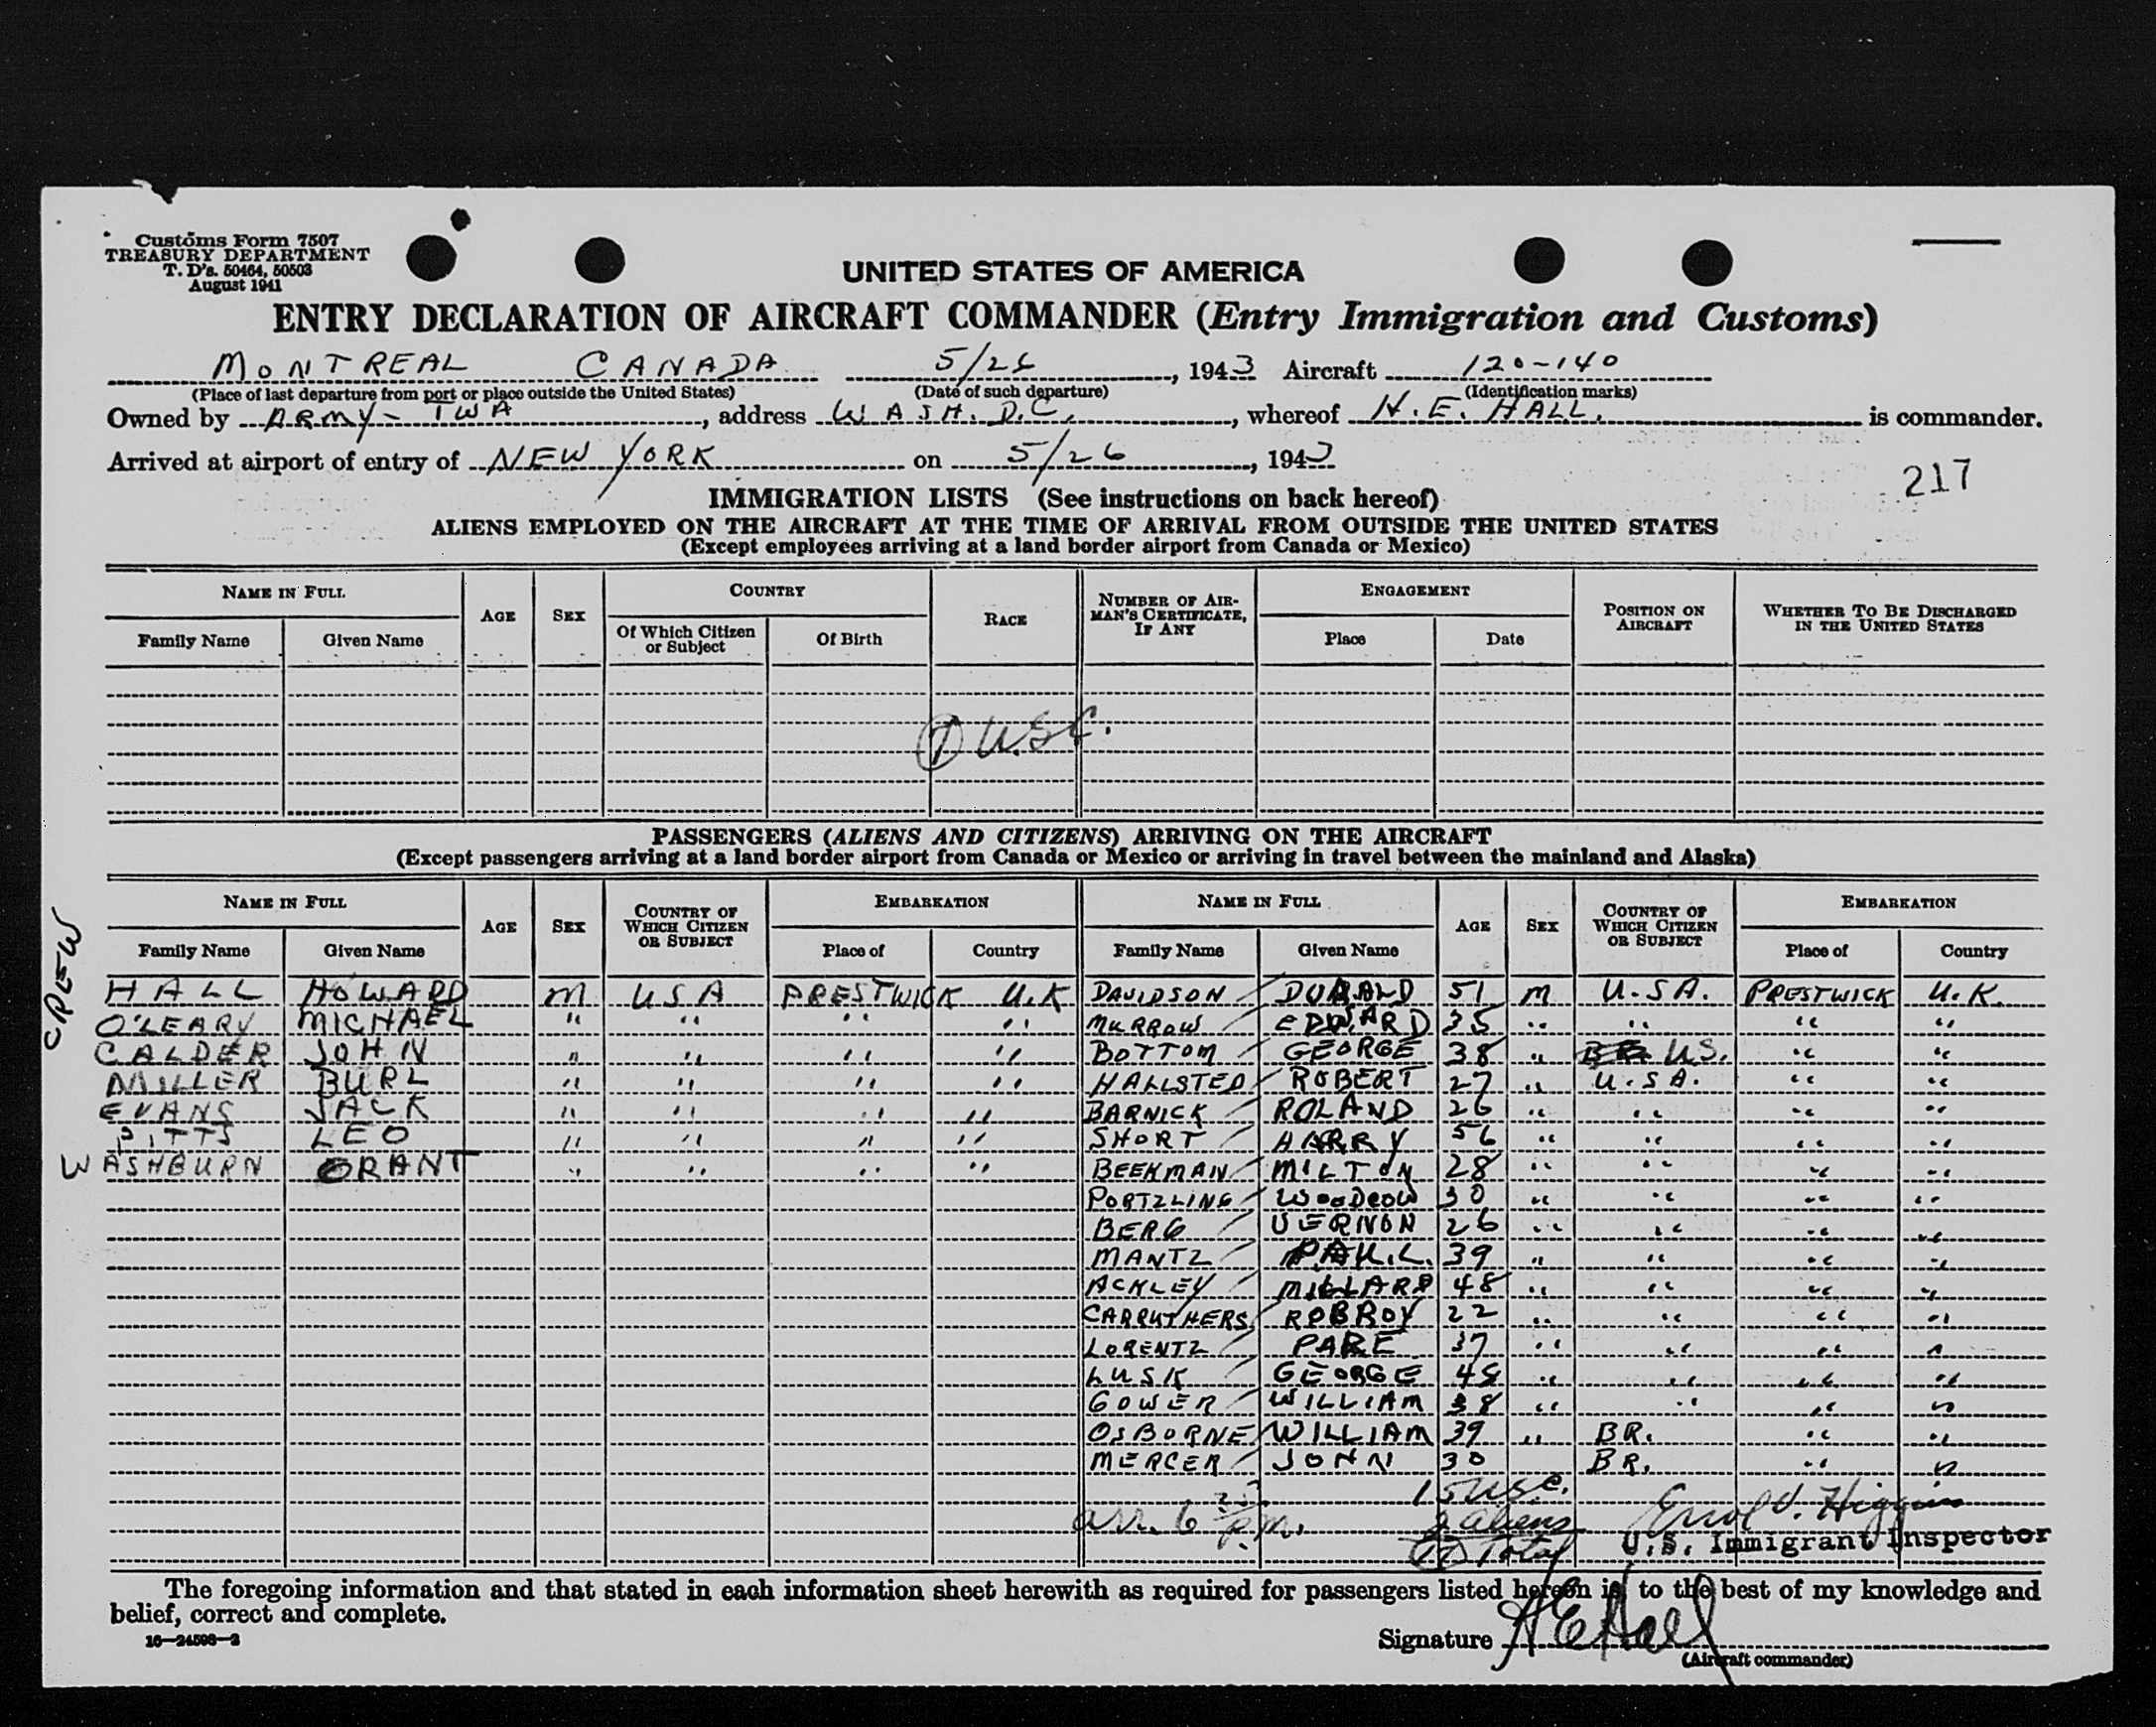 Customs Form 7507
TREASURY DEPARTMENT
T. D's. 50464, 50503
August 1941
UNITED STATES OF AMERICA
ENTRY DECLARATION OF AIRCRAFT COMMANDER (Entry Immigration and Customs)
MONTREAL CANADA 5/26, 1943 Aircraft 120-140
(Place of last departure from port or place outside the United States) (Date of such departure) (Identification marks)
Owned by ARMY - TWA, address WASH. D.C., whereof H. E. HALL. is commander.
Arrived at airport of entry of NEW YORK on 5/26, 1943
217
IMMIGRATION LISTS (See instructions on back hereof)
ALIENS EMPLOYED ON THE AIRCRAFT AT THE TIME OF ARRIVAL FROM OUTSIDE THE UNITED STATES
(Except employees arriving at a land border airport from Canada or Mexico)
NAME IN FULL AGE SEX COUNTRY RACE NUMBER OF AIRMAN'S CERTIFICATE, IF ANY ENGAGEMENT POSITION ON AIRCRAFT WHETHER TO BE DISCHARGED IN THE UNITED STATES
Family Name Given Name Of Which Citizen or Subject Of Birth Place Date
7 U.S.C.
PASSENGERS (ALIENS AND CITIZENS) ARRIVING ON THE AIRCRAFT
(Except passengers arriving at a land border airport from Canada or Mexico or arriving in travel between the mainland and Alaska)
NAME IN FULL AGE SEX COUNTRY OF WHICH CITIZEN OR SUBJECT EMBARKATION NAME IN FULL AGE SEX COUNTRY OF WHICH CITIZEN OR SUBJECT EMBARKATION
Family Name Given Name Place of Country Family Name Given Name Place of Country
CREW
HALL HOWARD M USA PRESTWICK U.K DAVIDSON / DONALD 51 M U.SA. PRESTWICK U.K.
O'LEARY MICHAEL " " " " MURROW / EDWARD 35 " " " "
CALDER JOHN " " " " BOTTOM / GEORGE 38 " U.S. " "
MILLER BURL " " " " HALLSTED / ROBERT 27 " U.SA. " "
EVANS JACK " " " " BARNICK / ROLAND 26 " " " "
PITTS LEO " " " " SHORT / HARRY 56 " " " "
WASHBURN GRANT " " " " BEEKMAN / MILTON 28 " " " "
PORTZLING / WOODROW 30 " " " "
BERG / VERNON 26 " " " "
MANTZ / PAUL. 39 " " " "
ACKLEY / MILLARD 48 " " " "
CARRUTHERS / ROBROY 22 " " " "
LORENTZ / PARE 37 " " " "
LUSK / GEORGE 48 " " " "
GOWER / WILLIAM 38 " " " "
OSBORNE / WILLIAM 39 " BR. " "
MERCER / JOHN 30 BR. " "
15 USC.
arr. 6 P.M. 2 aliens Errol V. Higgins
17 Total U.S. Immigrant Inspector
The foregoing information and that stated in each information sheet herewith as required for passengers listed hereon is to the best of my knowledge and
belief, correct and complete.
16—24598-2
Signature H E Hall
(Aircraft commander)